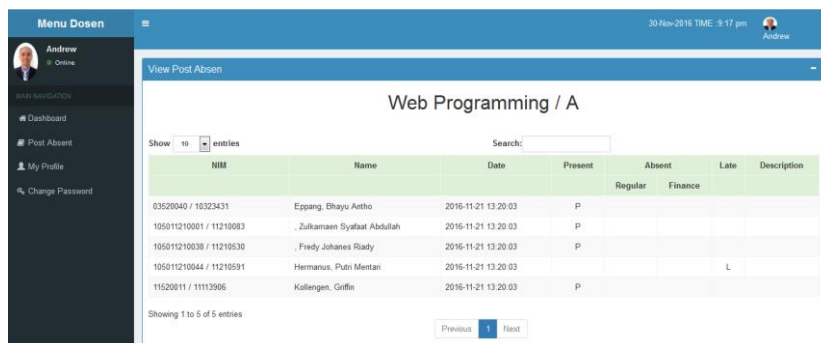 Menu Dosen
30-Nov-2016 TIME :9:17 pm
Andrew
Andrew
Online
MAIN NAVIGATION
Dashboard
Post Absent
My Profile
Change Password
View Post Absen
Web Programming / A
Show 10 entries Search:
NIM Name Date Present Absent Late Description
Regular Finance
03520040 / 10323431 Eppang, Bhayu Antho 2016-11-21 13:20:03 P
105011210001 / 11210083 , Zulkarnaen Syafaat Abdullah 2016-11-21 13:20:03 P
105011210038 / 11210530 , Fredy Johanes Riady 2016-11-21 13:20:03 P
105011210044 / 11210591 Hermanus, Putri Mentari 2016-11-21 13:20:03 L
11520011 / 11113906 Kollengen, Griffin 2016-11-21 13:20:03 P
Showing 1 to 5 of 5 entries
Previous 1 Next